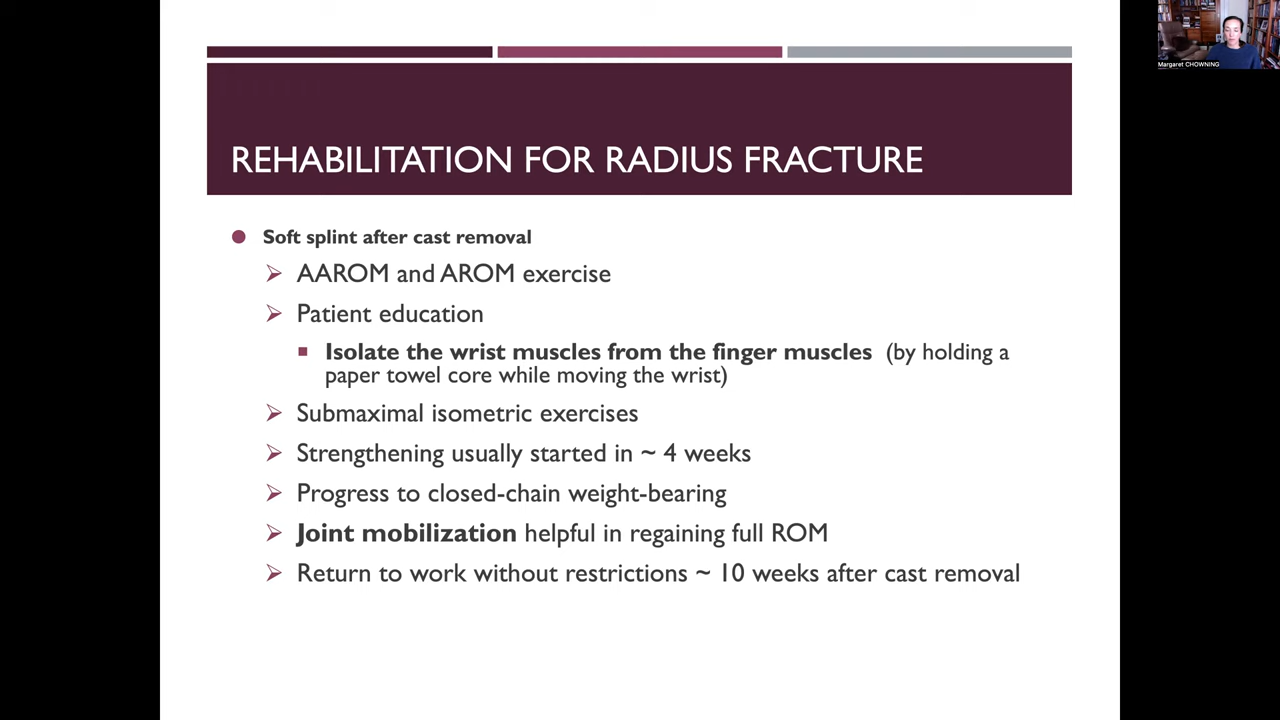 Margaret CHOWNING
REHABILITATION FOR RADIUS FRACTURE
Soft splint after cast removal
AAROM and AROM exercise
Patient education
Isolate the wrist muscles from the finger muscles (by holding a
paper towel core while moving the wrist)
Submaximal isometric exercises
Strengthening usually started in ~ 4 weeks
Progress to closed-chain weight-bearing
Joint mobilization helpful in regaining full ROM
Return to work without restrictions ~ 10 weeks after cast removal